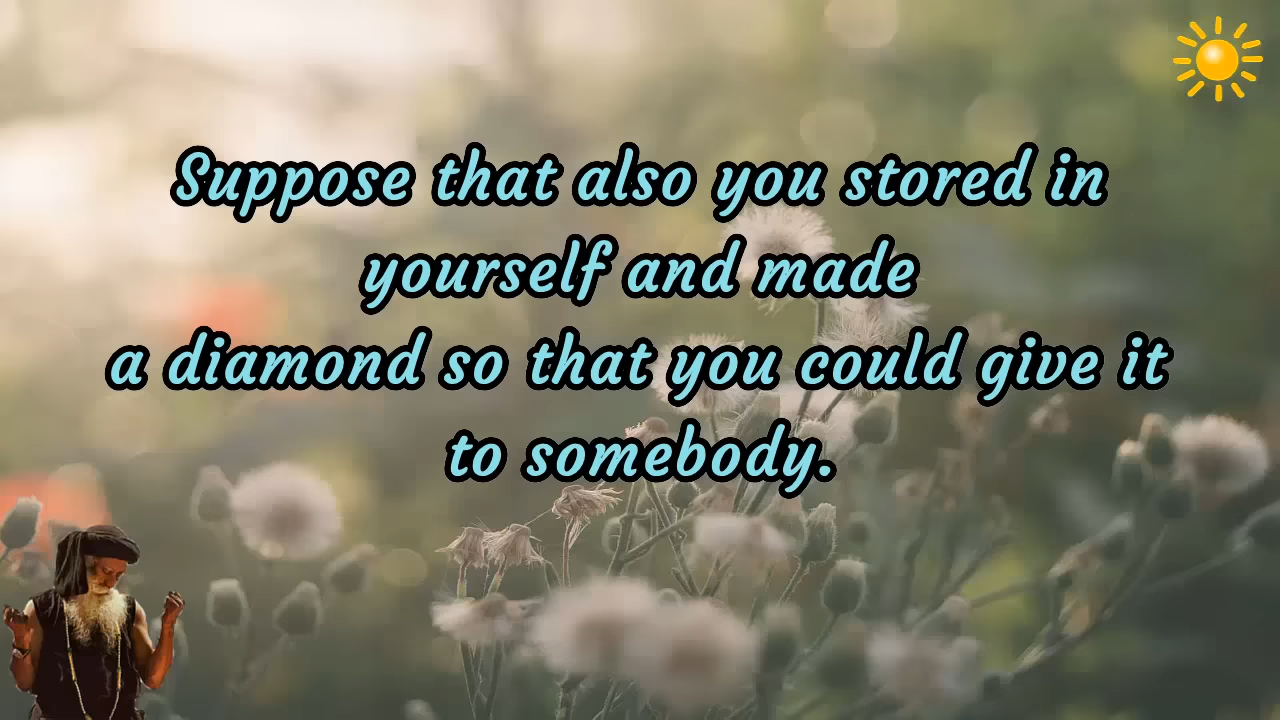 Suppose that also you stored in
yourself and made
a diamond so that you could give it
to somebody.